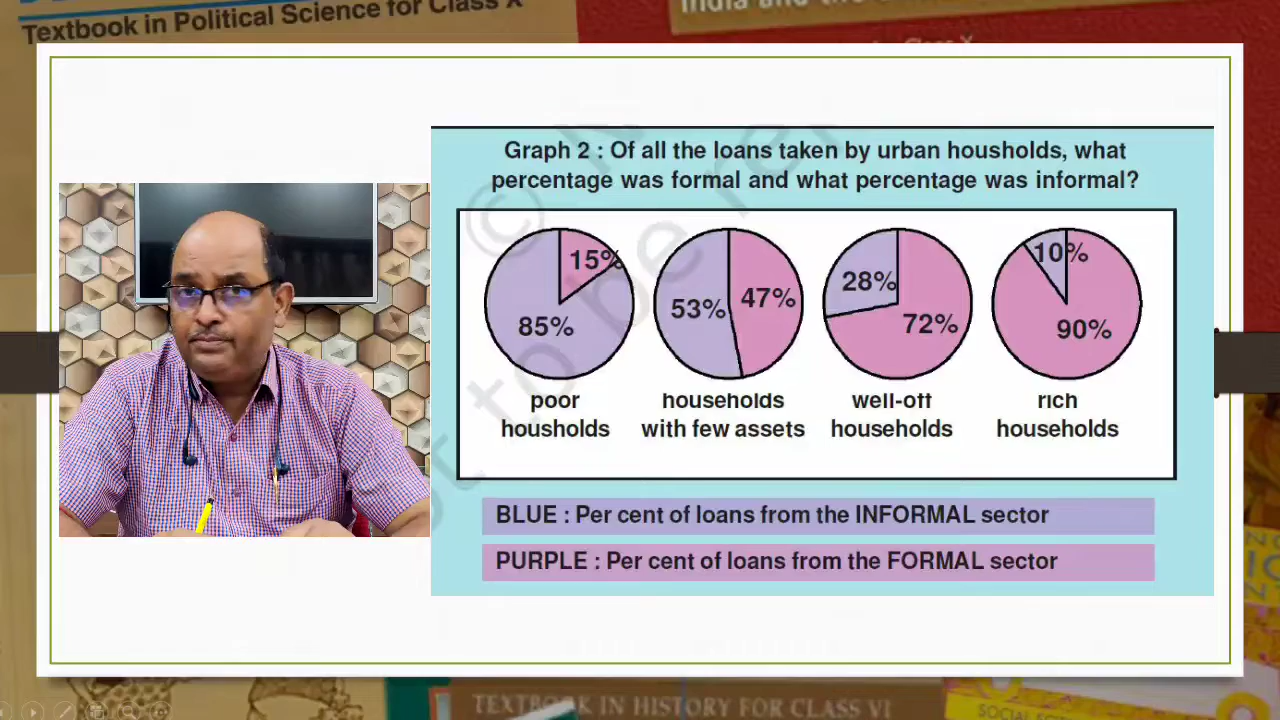 Textbook in Political Science for Class X
India and the
Graph 2 : Of all the loans taken by urban housholds, what
percentage was formal and what percentage was informal?
15%
85%
53%
47%
28%
72%
10%
90%
poor
housholds
households
with few assets
well-off
households
rich
households
BLUE : Per cent of loans from the INFORMAL sector
PURPLE : Per cent of loans from the FORMAL sector
TEXTBOOK IN HISTORY FOR CLASS VI